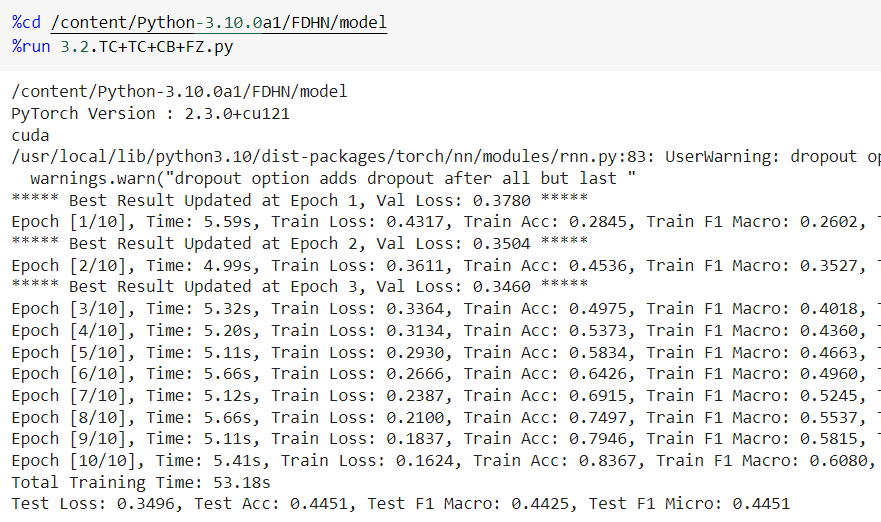 %cd /content/Python-3.10.0a1/FDHN/model
%run 3.2.TC+TC+CB+FZ.py
/content/Python-3.10.0a1/FDHN/model
PyTorch Version : 2.3.0+cu121
cuda
/usr/local/lib/python3.10/dist-packages/torch/nn/modules/rnn.py:83: UserWarning: dropout op
warnings.warn("dropout option adds dropout after all but last "
***** Best Result Updated at Epoch 1, Val Loss: 0.3780 *****
Epoch [1/10], Time: 5.59s, Train Loss: 0.4317, Train Acc: 0.2845, Train F1 Macro: 0.2602,
***** Best Result Updated at Epoch 2, Val Loss: 0.3504 *****
Epoch [2/10], Time: 4.99s, Train Loss: 0.3611, Train Acc: 0.4536, Train F1 Macro: 0.3527,
***** Best Result Updated at Epoch 3, Val Loss: 0.3460 *****
Epoch [3/10], Time: 5.32s, Train Loss: 0.3364, Train Acc: 0.4975, Train F1 Macro: 0.4018,
Epoch [4/10], Time: 5.20s, Train Loss: 0.3134, Train Acc: 0.5373, Train F1 Macro: 0.4360,
Epoch [5/10], Time: 5.11s, Train Loss: 0.2930, Train Acc: 0.5834, Train F1 Macro: 0.4663,
Epoch [6/10], Time: 5.66s, Train Loss: 0.2666, Train Acc: 0.6426, Train F1 Macro: 0.4960,
Epoch [7/10], Time: 5.12s, Train Loss: 0.2387, Train Acc: 0.6915, Train F1 Macro: 0.5245,
Epoch [8/10], Time: 5.66s, Train Loss: 0.2100, Train Acc: 0.7497, Train F1 Macro: 0.5537,
Epoch [9/10], Time: 5.11s, Train Loss: 0.1837, Train Acc: 0.7946, Train F1 Macro: 0.5815,
Epoch [10/10], Time: 5.41s, Train Loss: 0.1624, Train Acc: 0.8367, Train F1 Macro: 0.6080,
Total Training Time: 53.18s
Test Loss: 0.3496, Test Acc: 0.4451, Test F1 Macro: 0.4425, Test F1 Micro: 0.4451